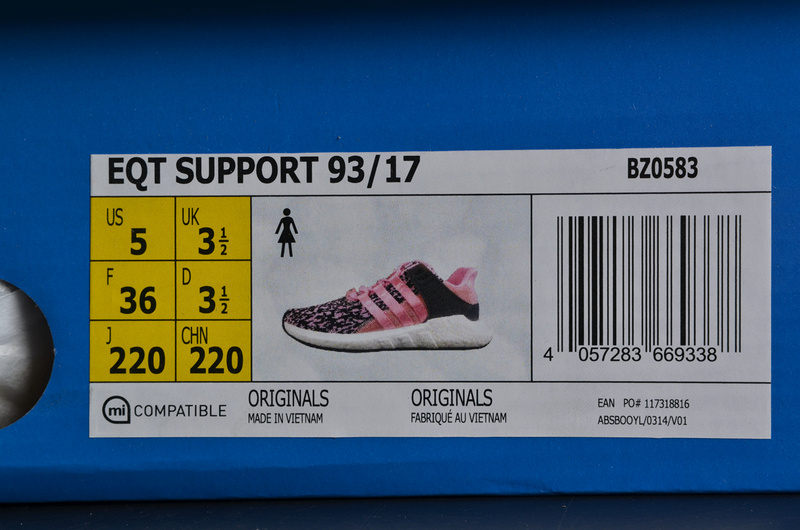 EQT SUPPORT 93/17 BZ0583
US 5 UK 3½
F 36 D 3½
J 220 CHN 220
4 057283 669338
mi COMPATIBLE
ORIGINALS
MADE IN VIETNAM
ORIGINALS
FABRIQUÉ AU VIETNAM
EAN PO# 117318816
ABSBOOYL/0314/V01